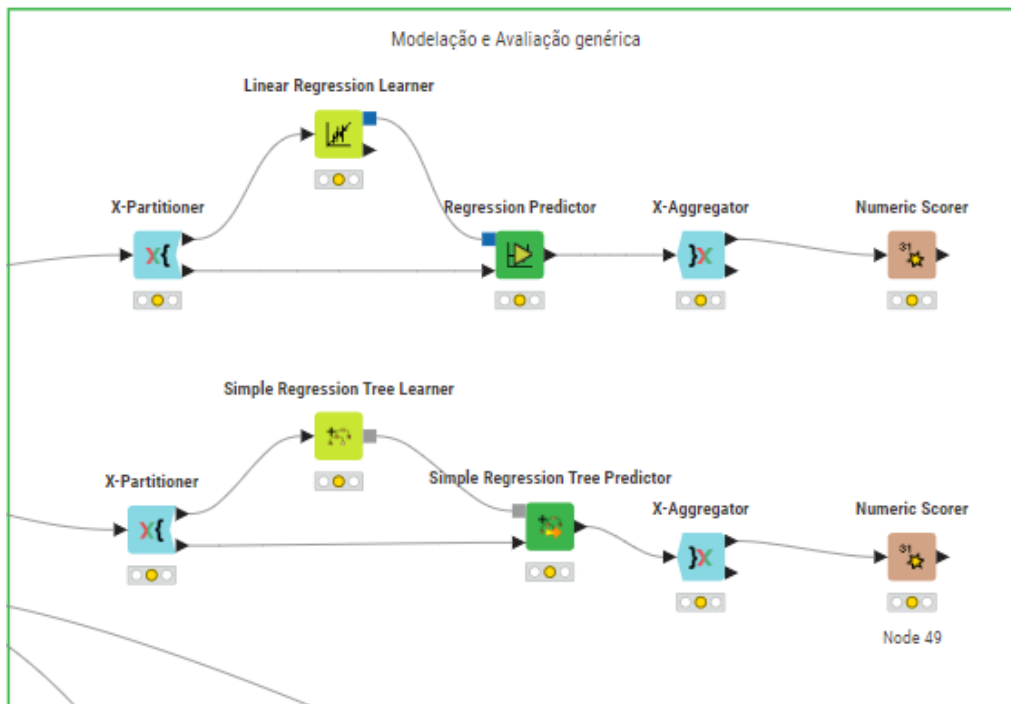 Modelação e Avaliação genérica
Linear Regression Learner
X-Partitioner
Regression Predictor
X-Aggregator
Numeric Scorer
Simple Regression Tree Learner
X-Partitioner
Simple Regression Tree Predictor
X-Aggregator
Numeric Scorer
Node 49